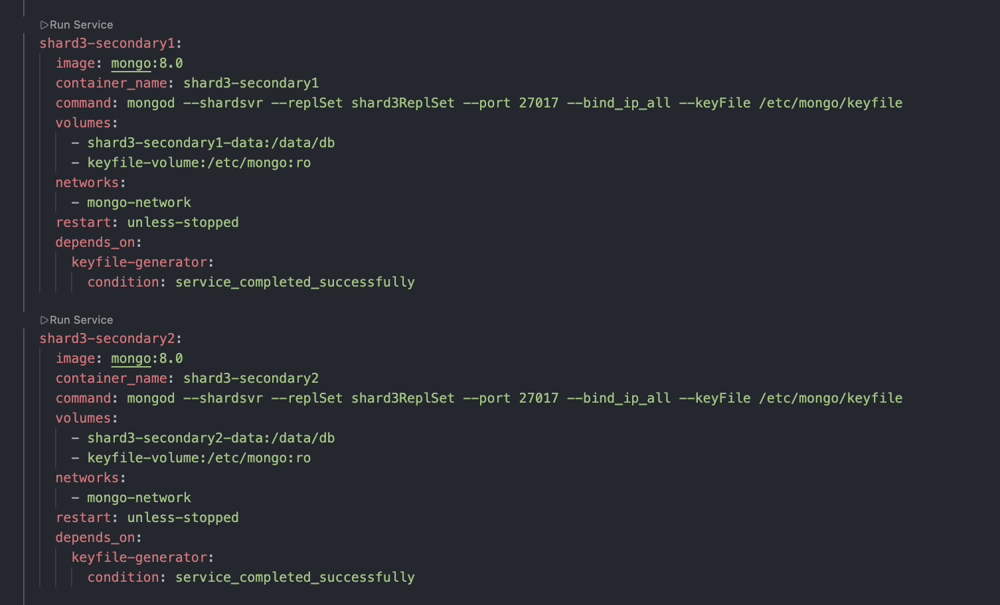 Run Service
shard3-secondary1:
image: mongo:8.0
container_name: shard3-secondary1
command: mongod --shardsvr --replSet shard3ReplSet --port 27017 --bind_ip_all --keyFile /etc/mongo/keyfile
volumes:
- shard3-secondary1-data:/data/db
- keyfile-volume:/etc/mongo:ro
networks:
- mongo-network
restart: unless-stopped
depends_on:
keyfile-generator:
condition: service_completed_successfully
Run Service
shard3-secondary2:
image: mongo:8.0
container_name: shard3-secondary2
command: mongod --shardsvr --replSet shard3ReplSet --port 27017 --bind_ip_all --keyFile /etc/mongo/keyfile
volumes:
- shard3-secondary2-data:/data/db
- keyfile-volume:/etc/mongo:ro
networks:
- mongo-network
restart: unless-stopped
depends_on:
keyfile-generator:
condition: service_completed_successfully